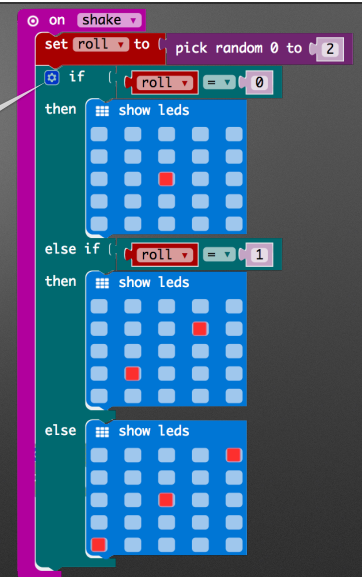 on shake
set roll to pick random 0 to 2
if roll = 0
then show leds
else if roll = 1
then show leds
else show leds